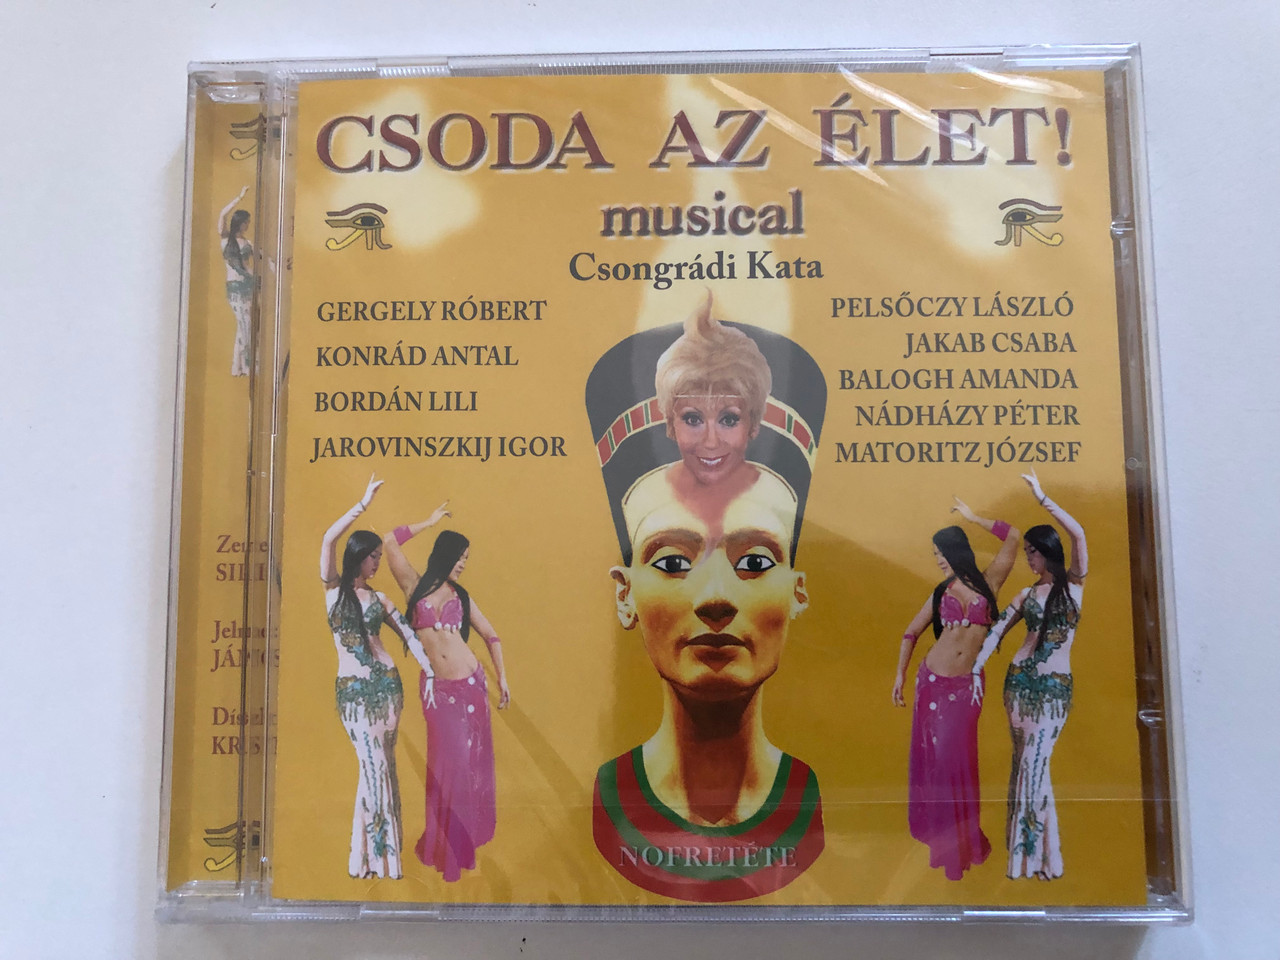 CSODA AZ ÉLET!
musical
Csongrádi Kata
GERGELY RÓBERT
KONRÁD ANTAL
BORDÁN LILI
JAROVINSZKIJ IGOR
PELSŐCZY LÁSZLÓ
JAKAB CSABA
BALOGH AMANDA
NÁDHÁZY PÉTER
MATORITZ JÓZSEF
NOFRETÉTE